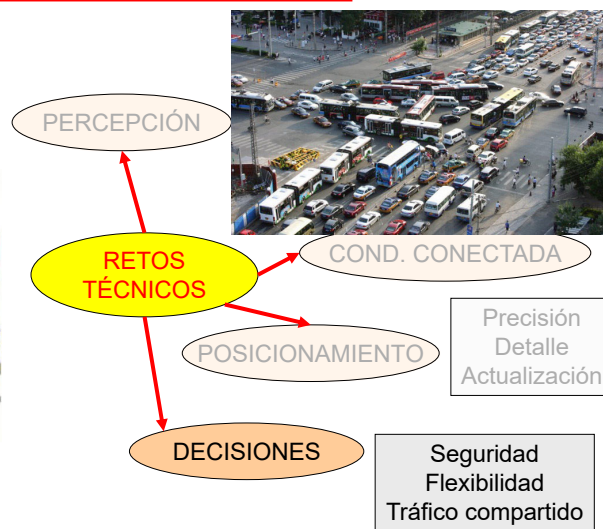 PERCEPCIÓN
RETOS
TÉCNICOS
COND. CONECTADA
POSICIONAMIENTO
Precisión
Detalle
Actualización
DECISIONES
Seguridad
Flexibilidad
Tráfico compartido